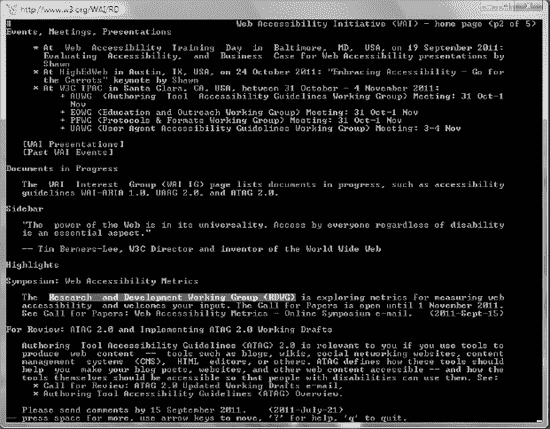 http://www.w3.org/WAI/RD
# Web Accessibility Initiative (WAI) - home page (p2 of 5)
Events, Meetings, Presentations
* At Web Accessibility Training Day in Baltimore, MD, USA, on 19 September 2011:
Evaluating Accessibility, and Business Case for Web Accessibility presentations by
Shawn
* At HighEdWeb in Austin, TX, USA, on 24 October 2011: "Embracing Accessibility - Go for
the Carrots" keynote by Shawn
* At W3C TPAC in Santa Clara, CA, USA, between 31 October - 4 November 2011:
+ AUWG (Authoring Tool Accessibility Guidelines Working Group) Meeting: 31 Oct-1
Nov
+ EOWG (Education and Outreach Working Group) Meeting: 31 Oct-1 Nov
+ PFWG (Protocols & Formats Working Group) Meeting: 31 Oct-1 Nov
+ UAWG (User Agent Accessibility Guidelines Working Group) Meeting: 3-4 Nov
[WAI Presentations]
[Past WAI Events]
Documents in Progress
The WAI Interest Group (WAI IG) page lists documents in progress, such as accessibility
guidelines WAI-ARIA 1.0, UAAG 2.0, and ATAG 2.0.
Sidebar
"The power of the Web is in its universality. Access by everyone regardless of disability
is an essential aspect."
-- Tim Berners-Lee, W3C Director and inventor of the World Wide Web
Highlights
Symposium: Web Accessibility Metrics
The Research and Development Working Group (RDWG) is exploring metrics for measuring web
accessibility and welcomes your input. The Call for Papers is open until 1 November 2011.
See Call for Papers: Web Accessibility Metrics - Online Symposium e-mail. (2011-Sept-15)
For Review: ATAG 2.0 and Implementing ATAG 2.0 Working Drafts
Authoring Tool Accessibility Guidelines (ATAG) 2.0 is relevant to you if you use tools to
produce web content -- tools such as blogs, wikis, social networking websites, content
management system (CMS), HTML editors, or others. ATAG defines how these tools should
help you make your blog posts, websites, and other web content accessible -- and how the
tools themselves should be accessible so that people with disabilities can use them. See:
* Call for Review: ATAG 2.0 Updated Working Drafts e-mail,
* Authoring Tool Accessibility Guidelines (ATAG) Overview.
Please send comments by 15 September 2011. (2011-July-21)
-- press space for more, use arrow keys to move, '?' for help, 'q' to quit.